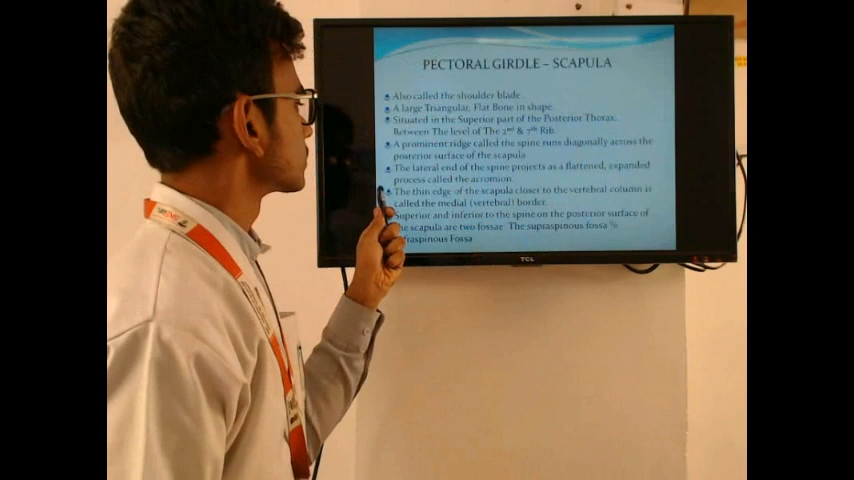 PECTORAL GIRDLE – SCAPULA
Also called the shoulder blade.
A large Triangular, Flat Bone in shape.
Situated in the Superior part of the Posterior Thorax,
Between The level of The 2nd & 7th Rib.
A prominent ridge called the spine runs diagonally across the
posterior surface of the scapula
The lateral end of the spine projects as a flattened, expanded
process called the acromion.
The thin edge of the scapula closer to the vertebral column is
called the medial (vertebral) border.
Superior and inferior to the spine on the posterior surface of
the scapula are two fossae The supraspinous fossa
Fossa
TCL